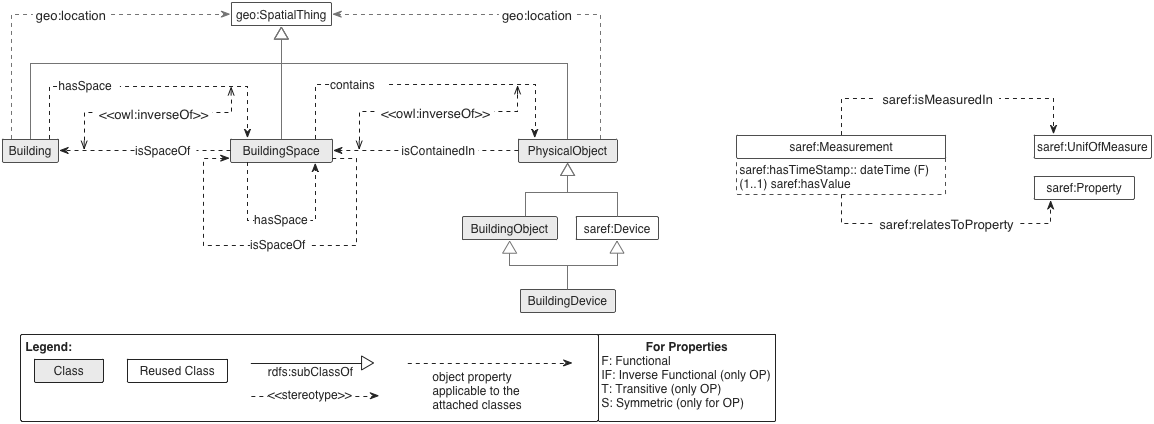 geo:location
geo:SpatialThing
geo:location
hasSpace
contains
<<owl:inverseOf>>
<<owl:inverseOf>>
Building
isSpaceOf
BuildingSpace
isContainedIn
PhysicalObject
hasSpace
isSpaceOf
BuildingObject
saref:Device
BuildingDevice
saref:isMeasuredIn
saref:Measurement
saref:hasTimeStamp:: dateTime (F)
(1..1) saref:hasValue
saref:UnifOfMeasure
saref:Property
saref:relatesToProperty
Legend:
Class
Reused Class
rdfs:subClassOf
<<stereotype>>
object property
applicable to the
attached classes
For Properties
F: Functional
IF: Inverse Functional (only OP)
T: Transitive (only OP)
S: Symmetric (only for OP)